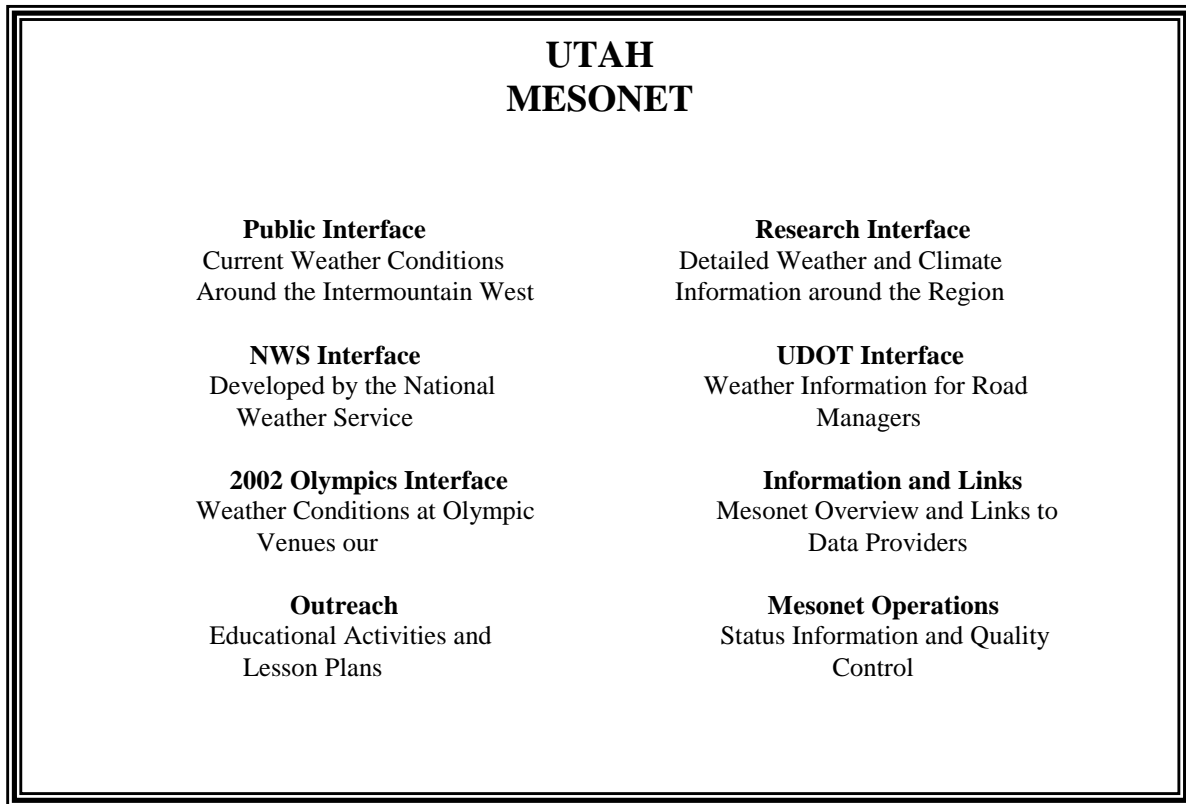 UTAH
MESONET
Public Interface
Current Weather Conditions
Around the Intermountain West
Research Interface
Detailed Weather and Climate
Information around the Region
NWS Interface
Developed by the National
Weather Service
UDOT Interface
Weather Information for Road
Managers
2002 Olympics Interface
Weather Conditions at Olympic
Venues our
Information and Links
Mesonet Overview and Links to
Data Providers
Outreach
Educational Activities and
Lesson Plans
Mesonet Operations
Status Information and Quality
Control